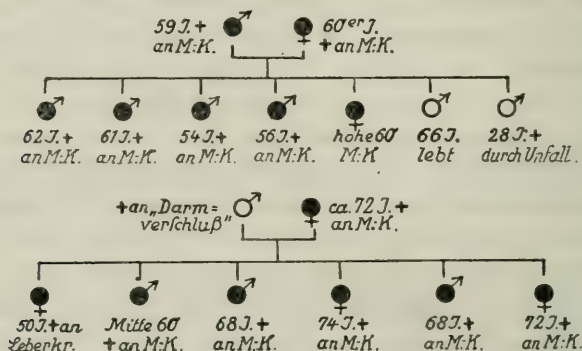 59 J. + 60er J.
an M:K. + an M:K.
62 J. + 61 J. + 54 J. + 56 J. + hohe 60 66 J. 28 J. +
an M:K. an M:K. an M:K. an M:K. M:K lebt durch Unfall.
+ an „Darm= ca. 72 J. +
verschluß" an M:K.
50 J. + an Mitte 60 68 J. + 74 J. + 68 J. + 72 J. +
Leberkr. + an M:K. an M:K. an M:K. an M:K. an M:K.